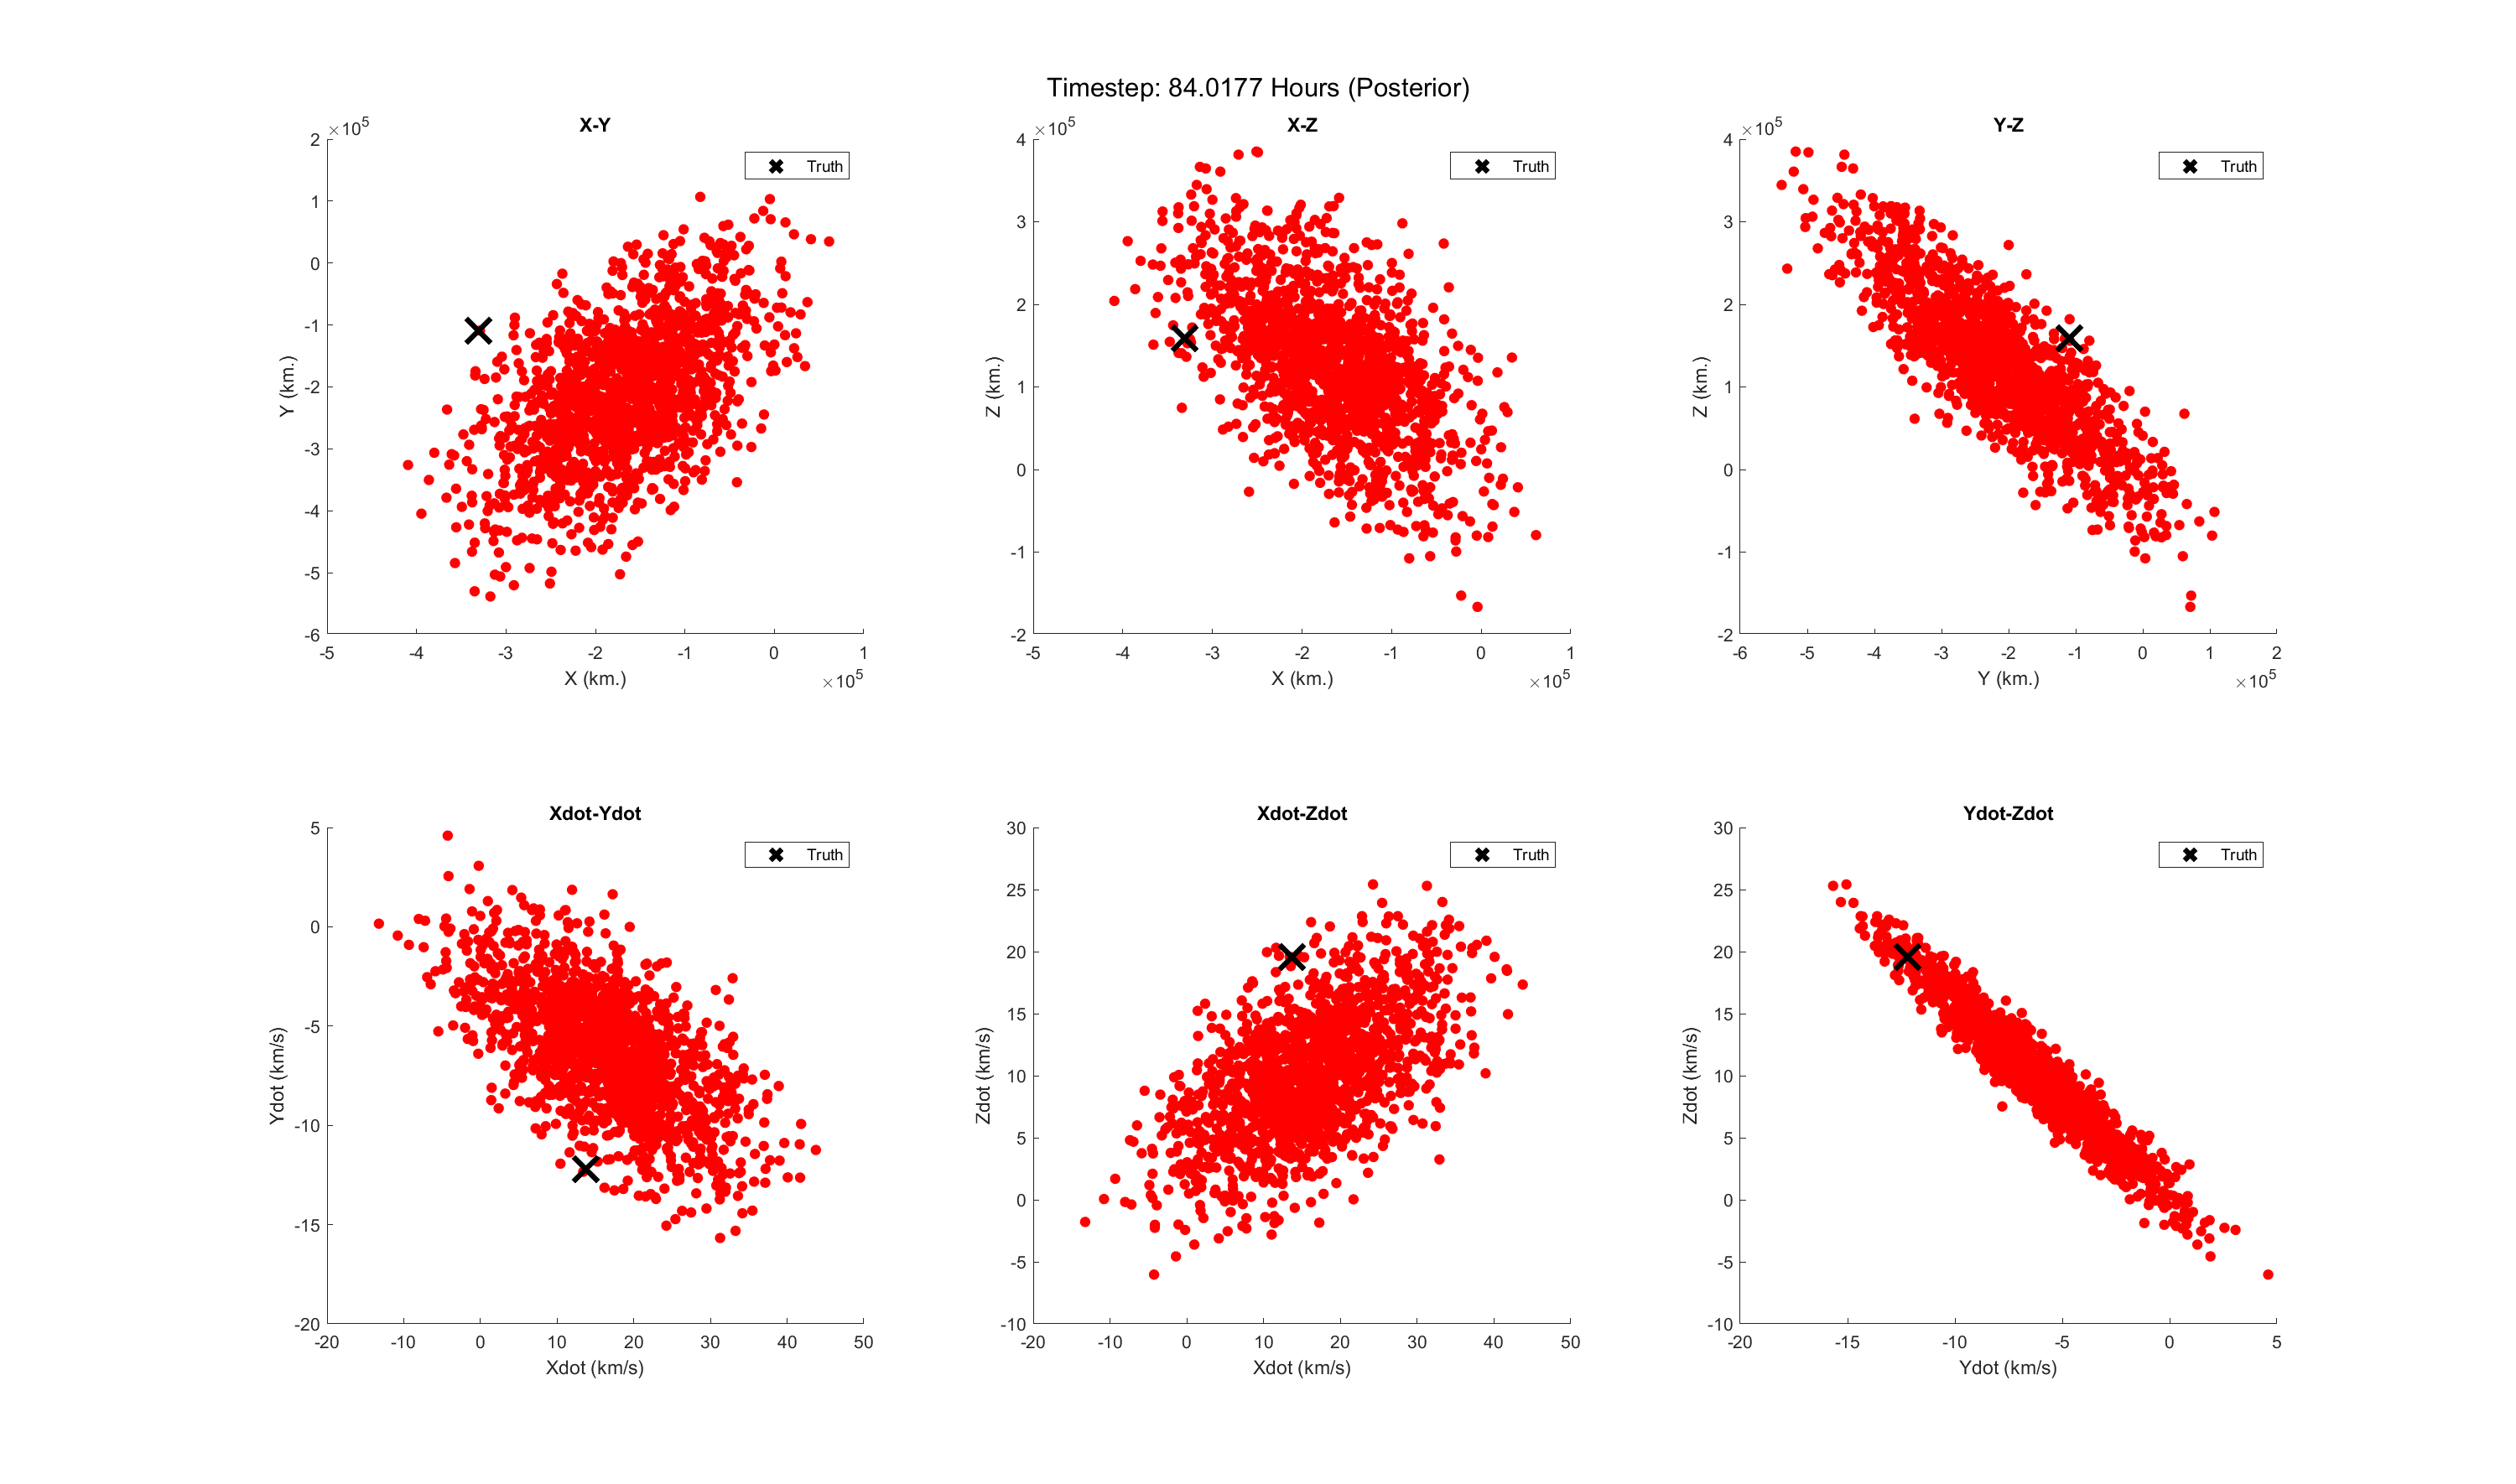 Timestep: 84.0177 Hours (Posterior)
X-Y
×10^5
Truth
2
1
0
-1
-2
-3
-4
-5
-6
Y (km.)
-5 -4 -3 -2 -1 0 1
X (km.)
×10^5
X-Z
×10^5
Truth
4
3
2
1
0
-1
-2
Z (km.)
-5 -4 -3 -2 -1 0 1
X (km.)
×10^5
Y-Z
×10^5
Truth
4
3
2
1
0
-1
-2
Z (km.)
-6 -5 -4 -3 -2 -1 0 1 2
Y (km.)
×10^5
Xdot-Ydot
Truth
5
0
-5
-10
-15
-20
Ydot (km/s)
-20 -10 0 10 20 30 40 50
Xdot (km/s)
Xdot-Zdot
Truth
30
25
20
15
10
5
0
-5
-10
Zdot (km/s)
-20 -10 0 10 20 30 40 50
Xdot (km/s)
Ydot-Zdot
Truth
30
25
20
15
10
5
0
-5
-10
Zdot (km/s)
-20 -15 -10 -5 0 5
Ydot (km/s)